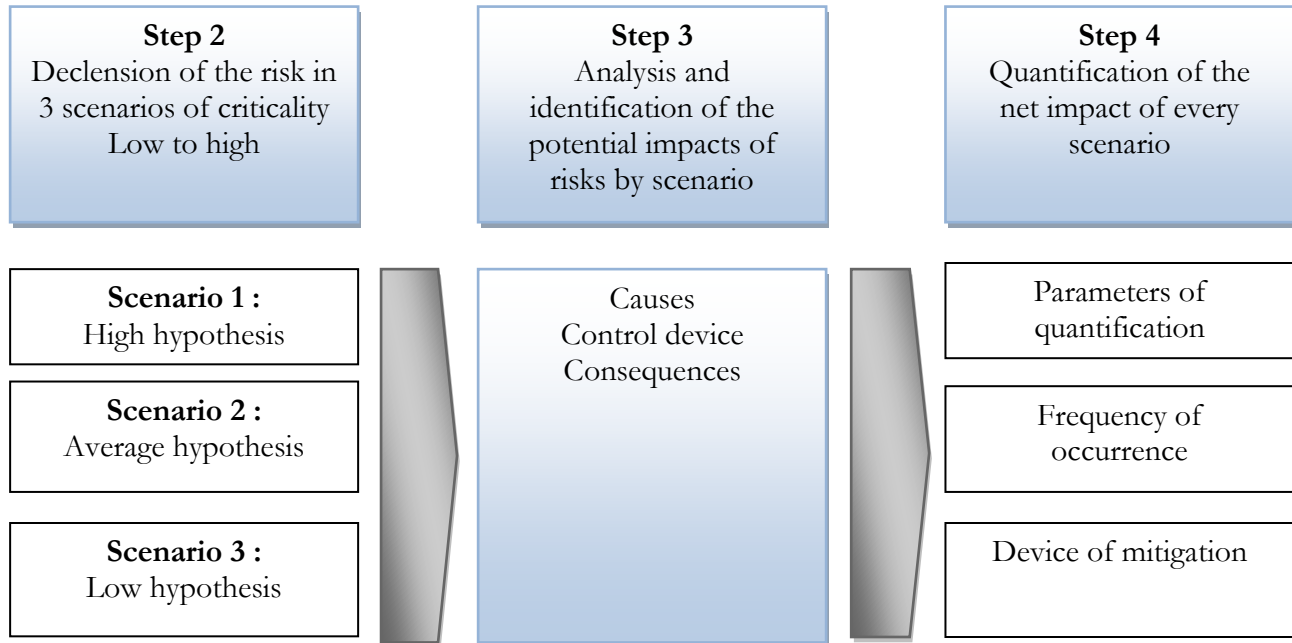 Step 2
Declension of the risk in
3 scenarios of criticality
Low to high
Step 3
Analysis and
identification of the
potential impacts of
risks by scenario
Step 4
Quantification of the
net impact of every
scenario
Scenario 1 :
High hypothesis
Scenario 2 :
Average hypothesis
Scenario 3 :
Low hypothesis
Causes
Control device
Consequences
Parameters of
quantification
Frequency of
occurrence
Device of mitigation